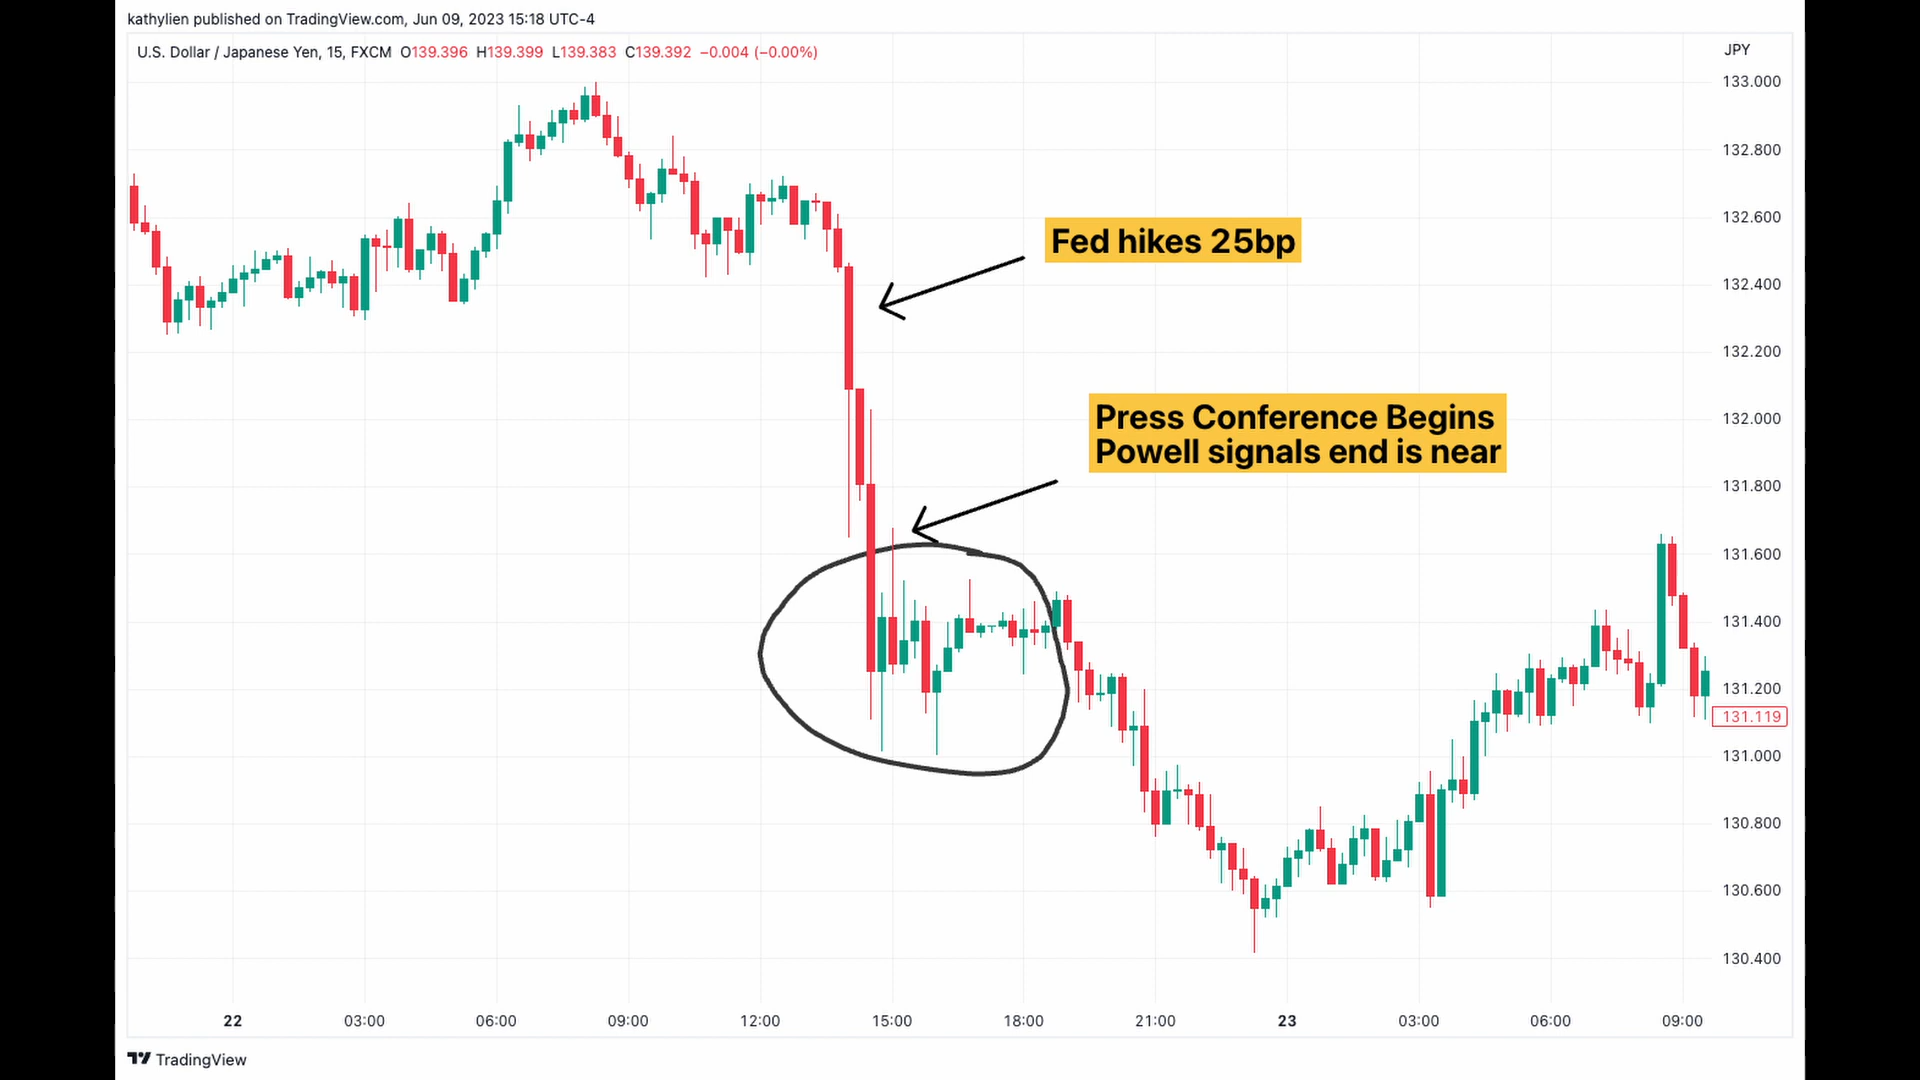 kathylien published on TradingView.com, Jun 09, 2023 15:18 UTC-4
U.S. Dollar / Japanese Yen, 15, FXCM O139.396 H139.399 L139.383 C139.392 −0.004 (−0.00%)
JPY
133.000
132.800
132.600
Fed hikes 25bp
132.400
132.200
132.000
Press Conference Begins
Powell signals end is near
131.800
131.600
131.400
131.200
131.119
131.000
130.800
130.600
130.400
22 03:00 06:00 09:00 12:00 15:00 18:00 21:00 23 03:00 06:00 09:00
TradingView